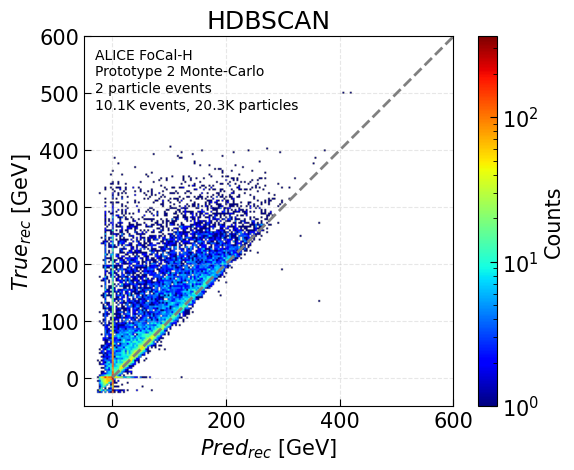 HDBSCAN
ALICE FoCal-H
Prototype 2 Monte-Carlo
2 particle events
10.1K events, 20.3K particles
600
500
400
300
200
100
0
True_rec [GeV]
0
200
400
600
Pred_rec [GeV]
10^2
10^1
10^0
Counts